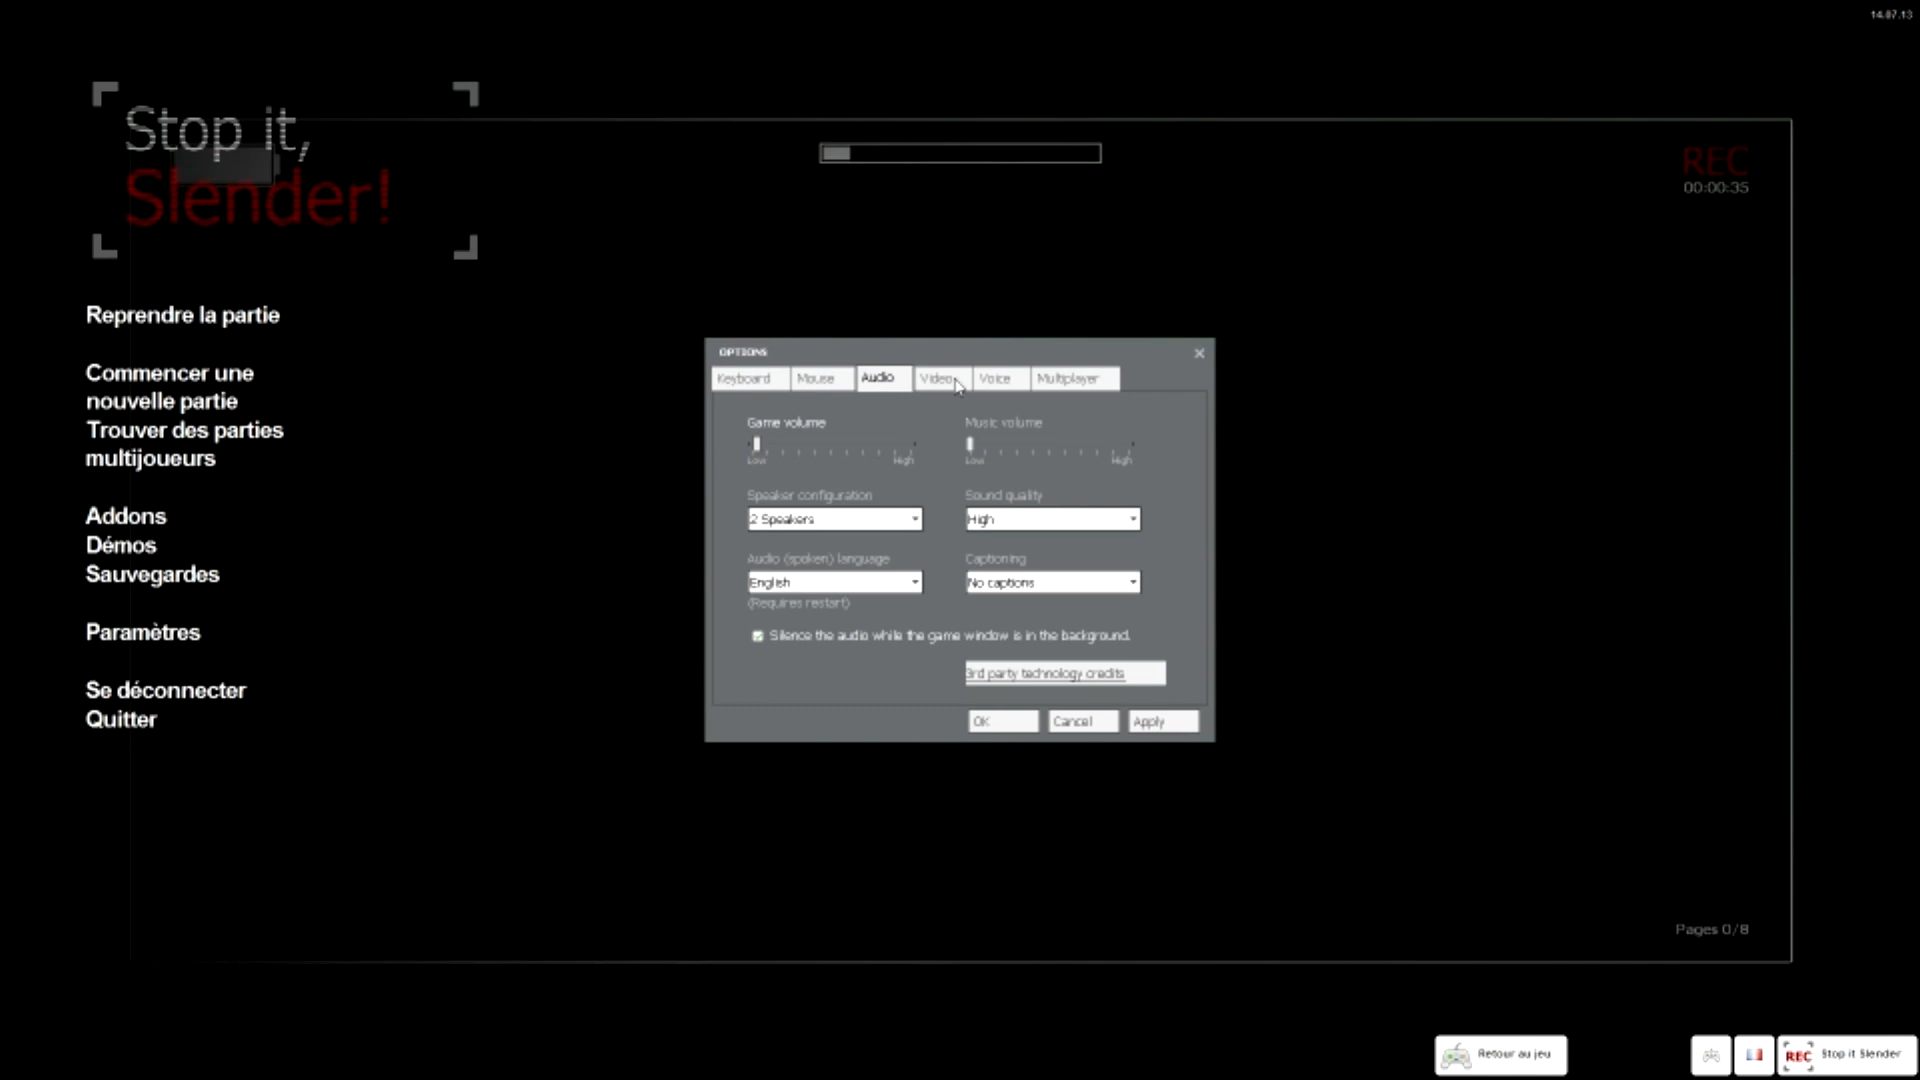 14.07.13
Stop it,
Slender!
REC
00:00:35
Reprendre la partie
Commencer une
nouvelle partie
Trouver des parties
multijoueurs
Addons
Démos
Sauvegardes
Paramètres
Se déconnecter
Quitter
OPTIONS
Keyboard Mouse Audio Video Voice Multiplayer
Game volume Music volume
Low High Low High
Speaker configuration Sound quality
2 Speakers High
Audio (spoken) language Captioning
English No captions
(Requires restart)
Silence the audio while the game window is in the background.
3rd party technology credits
OK Cancel Apply
Pages 0/8
Retour au jeu
REC Stop it Slender